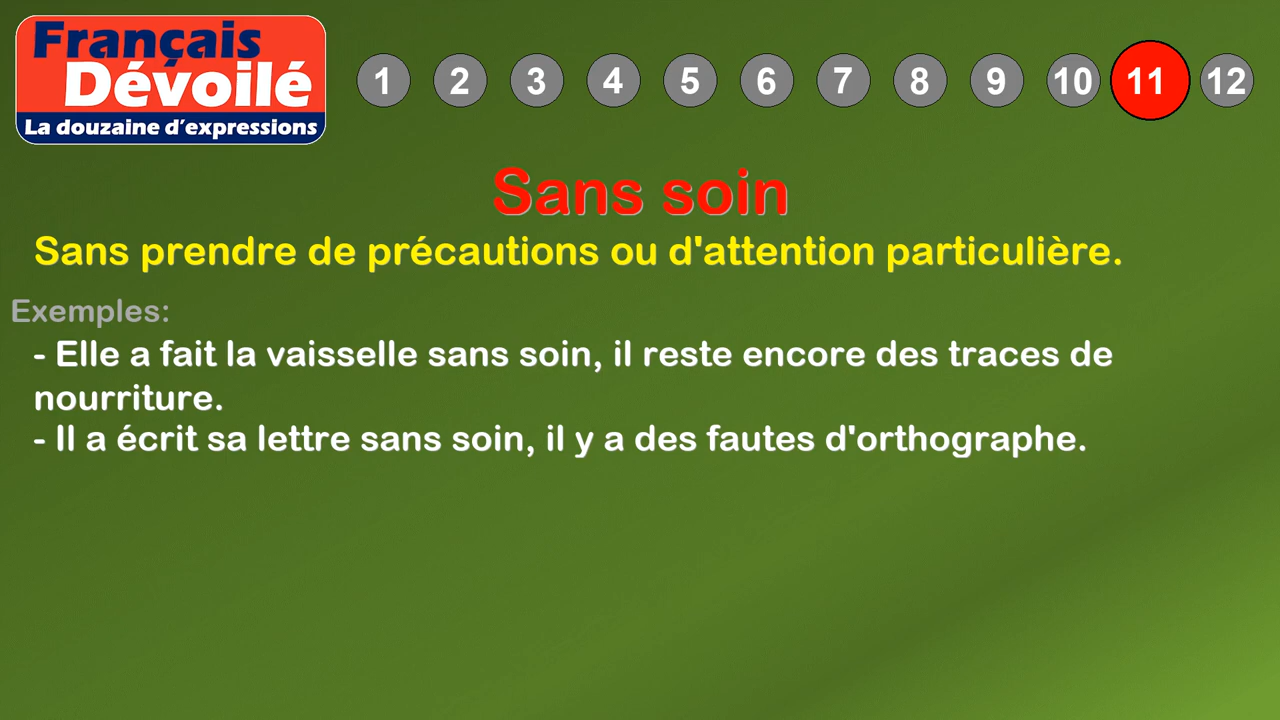 Français
Dévoilé
La douzaine d'expressions
1 2 3 4 5 6 7 8 9 10 11 12
Sans soin
Sans prendre de précautions ou d'attention particulière.
Exemples:
- Elle a fait la vaisselle sans soin, il reste encore des traces de
nourriture.
- Il a écrit sa lettre sans soin, il y a des fautes d'orthographe.